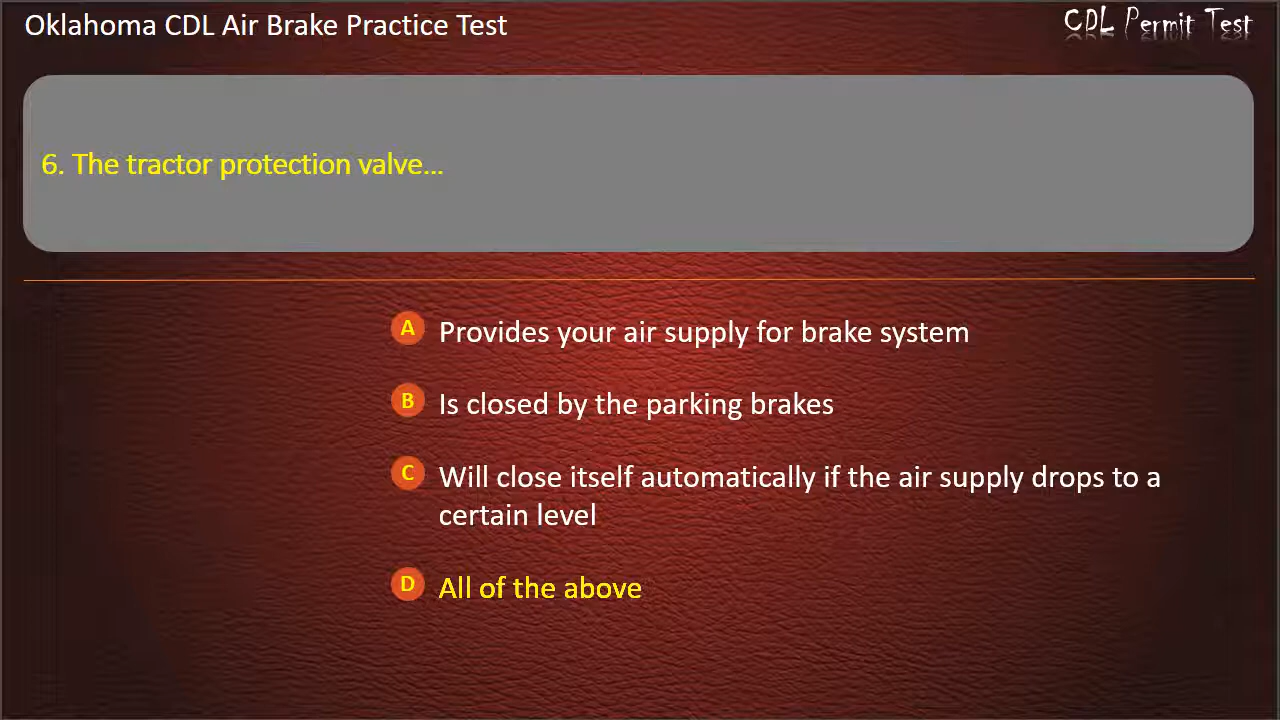 Oklahoma CDL Air Brake Practice Test
CDL Permit Test
6. The tractor protection valve...
A Provides your air supply for brake system
B Is closed by the parking brakes
C Will close itself automatically if the air supply drops to a
certain level
D All of the above